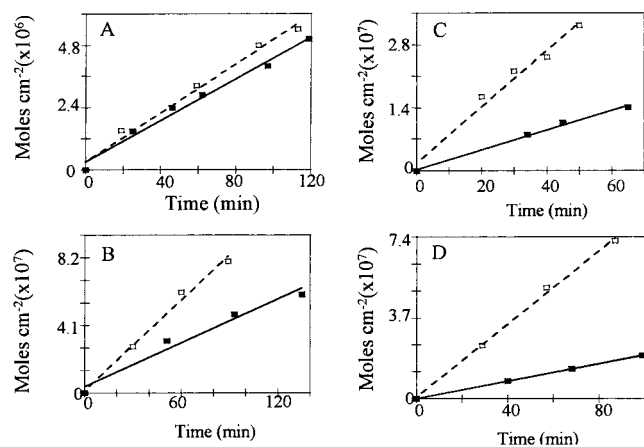 A
4.8
2.4
0
0
40
80
120
Time (min)
Moles cm⁻² (x10⁶)
C
2.8
1.4
0
0
20
40
60
Time (min)
Moles cm⁻² (x10⁷)
B
8.2
4.1
0
0
60
120
Time (min)
Moles cm⁻²(x10⁷)
D
7.4
3.7
0
0
40
80
Time (min)
Moles cm⁻²(x10⁷)